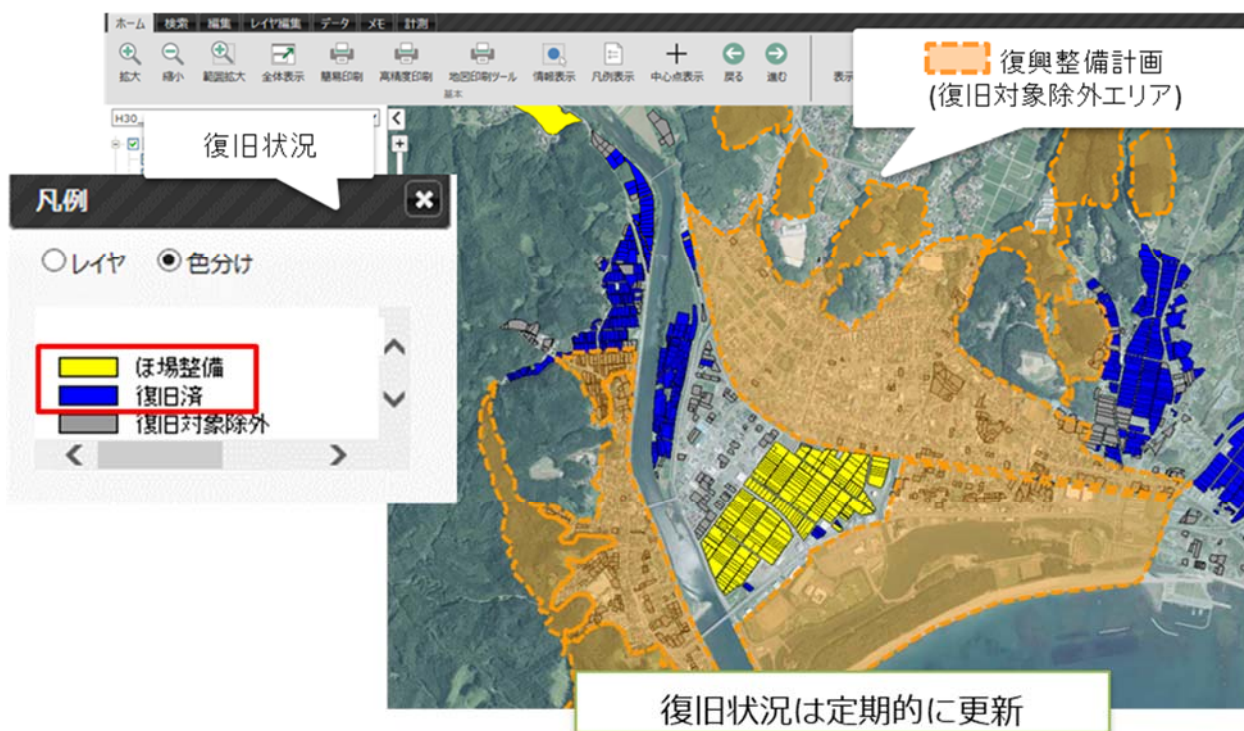 ホーム 検索 編集 レイヤ編集 データ メモ 計測
拡大 縮小 範囲拡大 全体表示 簡易印刷 高精度印刷 地図印刷ツール 情報表示 凡例表示 中心点表示 戻る 進む 表示
基本
復興整備計画
(復旧対象除外エリア)
H30
復旧状況
凡例
レイヤ 色分け
ほ場整備
復旧済
復旧対象除外
復旧状況は定期的に更新